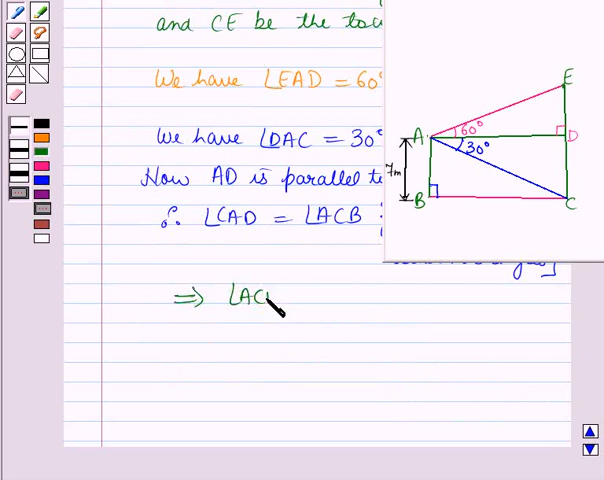 and CE be the
We have ∠EAD = 60°
We have ∠DAC = 30°
Now AD is parallel
∴ ∠CAD = ∠ACB
⇒ ∠AC
E
A 60° D
30°
7m
B C